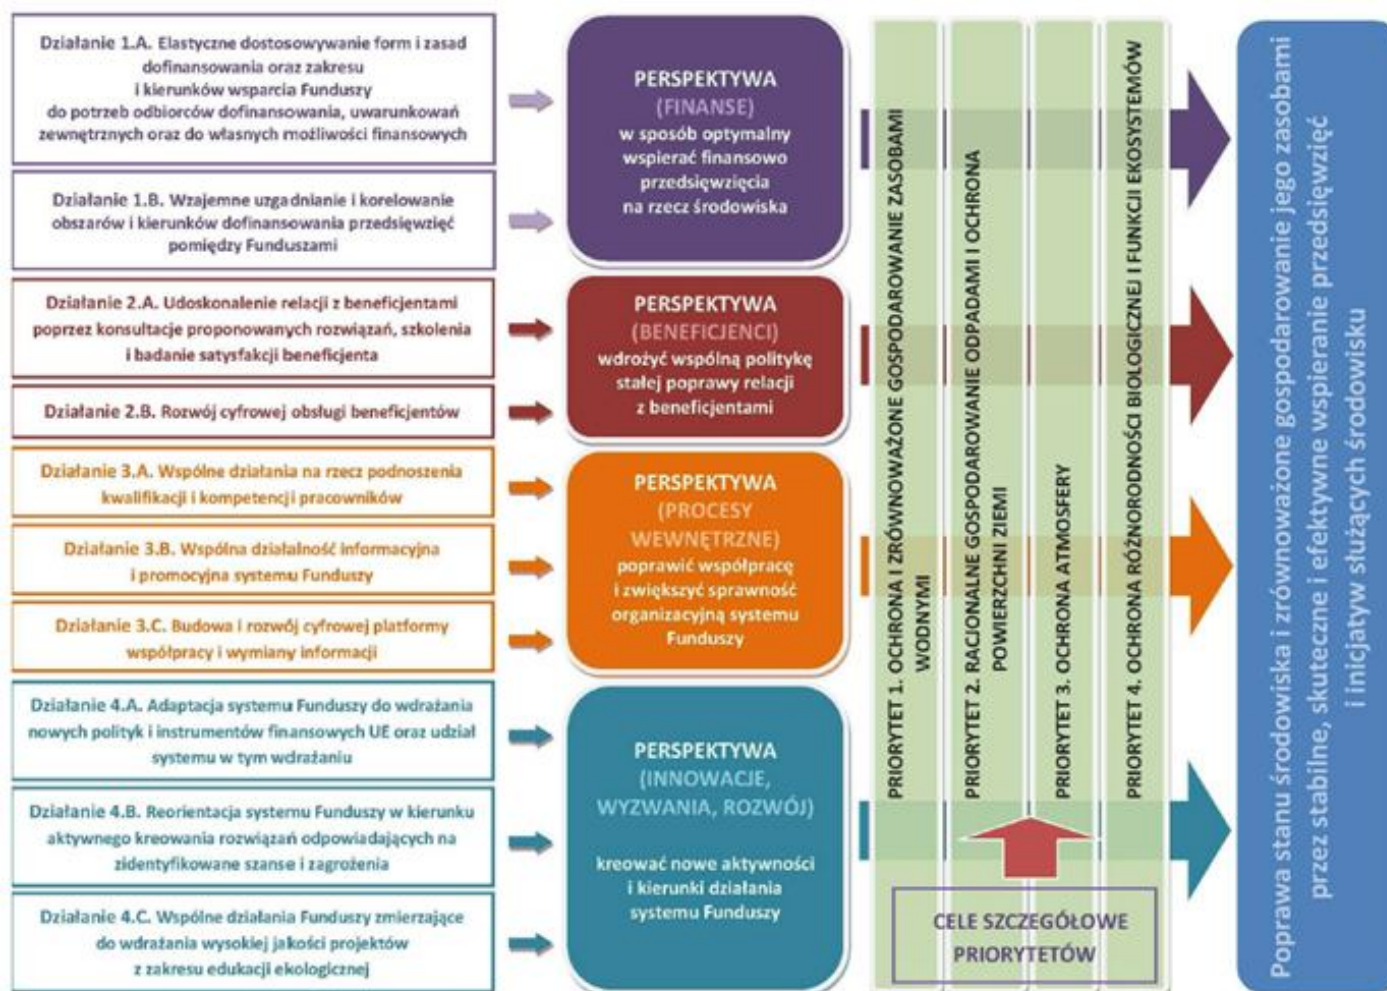 Działanie 1.A. Elastyczne dostosowywanie form i zasad
dofinansowania oraz zakresu
i kierunków wsparcia Funduszy
do potrzeb odbiorców dofinansowania, uwarunkowań
zewnętrznych oraz do własnych możliwości finansowych
Działanie 1.B. Wzajemne uzgadnianie i korelowanie
obszarów i kierunków dofinansowania przedsięwzięć
pomiędzy Funduszami
PERSPEKTYWA
(FINANSE)
w sposób optymalny
wspierać finansowo
przedsięwzięcia
na rzecz środowiska
Działanie 2.A. Udoskonalenie relacji z beneficjentami
poprzez konsultacje proponowanych rozwiązań, szkolenia
i badanie satysfakcji beneficjenta
Działanie 2.B. Rozwój cyfrowej obsługi beneficjentów
PERSPEKTYWA
(BENEFICJENCI)
wdrożyć wspólną politykę
stałej poprawy relacji
z beneficjentami
Działanie 3.A. Wspólne działania na rzecz podnoszenia
kwalifikacji i kompetencji pracowników
Działanie 3.B. Wspólna działalność informacyjna
i promocyjna systemu Funduszy
Działanie 3.C. Budowa i rozwój cyfrowej platformy
współpracy i wymiany informacji
PERSPEKTYWA
(PROCESY
WEWNĘTRZNE)
poprawić współpracę
i zwiększyć sprawność
organizacyjną systemu
Funduszy
Działanie 4.A. Adaptacja systemu Funduszy do wdrażania
nowych polityk i instrumentów finansowych UE oraz udział
systemu w tym wdrażaniu
Działanie 4.B. Reorientacja systemu Funduszy w kierunku
aktywnego kreowania rozwiązań odpowiadających na
zidentyfikowane szanse i zagrożenia
Działanie 4.C. Wspólne działania Funduszy zmierzające
do wdrażania wysokiej jakości projektów
z zakresu edukacji ekologicznej
PERSPEKTYWA
(INNOWACJE,
WYZWANIA, ROZWÓJ)
kreować nowe aktywności
i kierunki działania
systemu Funduszy
PRIORYTET 1. OCHRONA I ZRÓWNOWAŻONE GOSPODAROWANIE ZASOBAMI
WODNYMI
PRIORYTET 2. RACJONALNE GOSPODAROWANIE ODPADAMI I OCHRONA
POWIERZCHNI ZIEMI
PRIORYTET 3. OCHRONA ATMOSFERY
PRIORYTET 4. OCHRONA RÓŻNORODNOŚCI BIOLOGICZNEJ I FUNKCJI EKOSYSTEMÓW
CELE SZCZEGÓŁOWE
PRIORYTETÓW
Poprawa stanu środowiska i zrównoważone gospodarowanie jego zasobami
przez stabilne, skuteczne i efektywne wspieranie przedsięwzięć
i inicjatyw służących środowisku